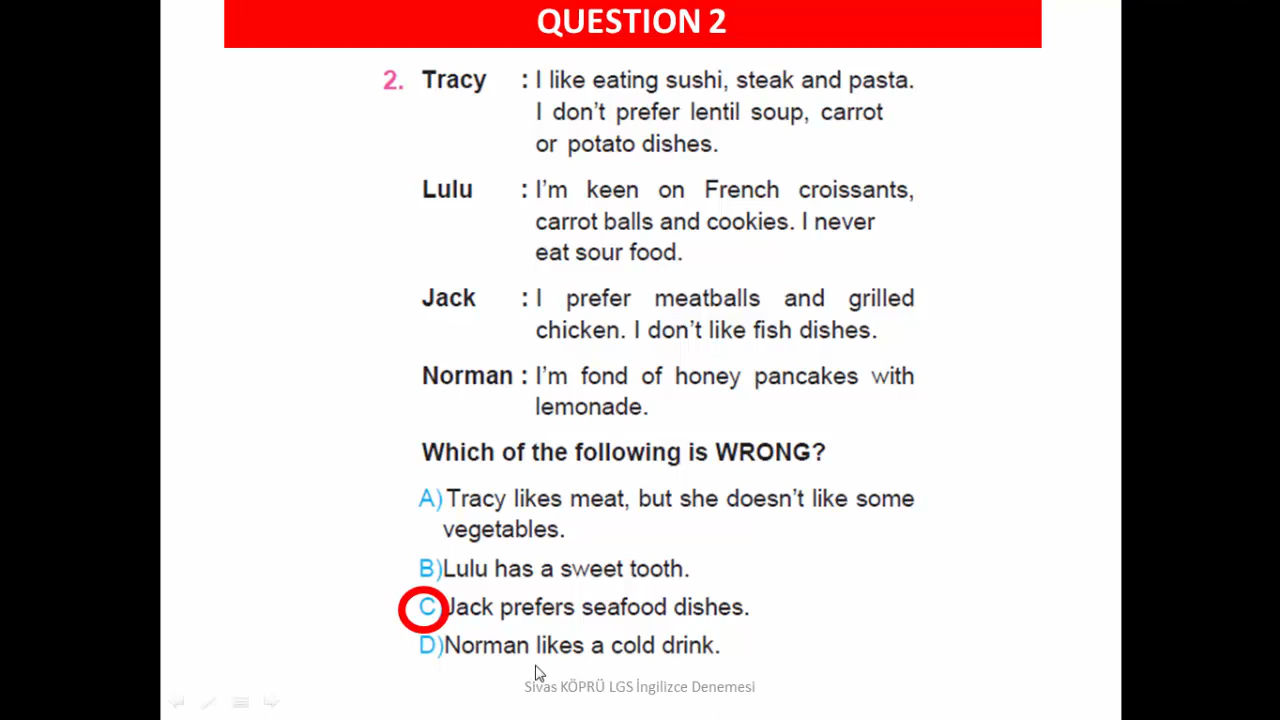 QUESTION 2
2. Tracy : I like eating sushi, steak and pasta.
I don't prefer lentil soup, carrot
or potato dishes.
Lulu : I'm keen on French croissants,
carrot balls and cookies. I never
eat sour food.
Jack : I prefer meatballs and grilled
chicken. I don't like fish dishes.
Norman : I'm fond of honey pancakes with
lemonade.
Which of the following is WRONG?
A) Tracy likes meat, but she doesn't like some
vegetables.
B) Lulu has a sweet tooth.
C Jack prefers seafood dishes.
D) Norman likes a cold drink.
Sivas KÖPRÜ LGS İngilizce Denemesi